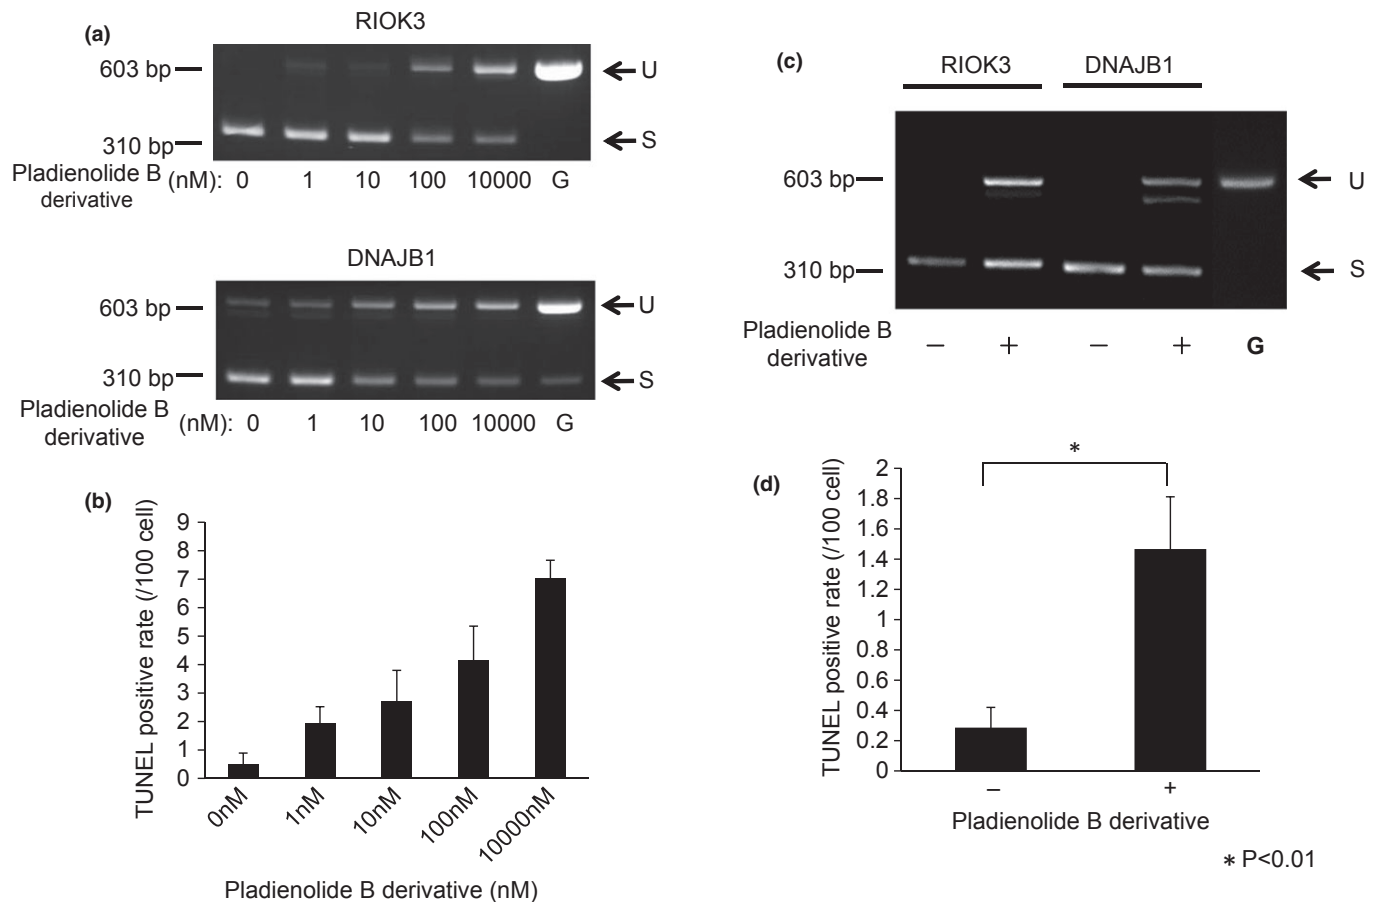 (a)
RIOK3
603 bp
U
310 bp
S
Pladienolide B
derivative
(nM): 0 1 10 100 10000 G
DNAJB1
603 bp
U
310 bp
S
Pladienolide B
derivative
(nM): 0 1 10 100 10000 G
(b)
TUNEL positive rate (/100 cell)
9
8
7
6
5
4
3
2
1
0
0nM
1nM
10nM
100nM
10000nM
Pladienolide B derivative (nM)
(c)
RIOK3 DNAJB1
603 bp
U
310 bp
S
Pladienolide B
derivative
− + − + G
(d)
*
TUNEL positive rate (/100 cell)
2
1.8
1.6
1.4
1.2
1
0.8
0.6
0.4
0.2
0
− +
Pladienolide B derivative
* P<0.01